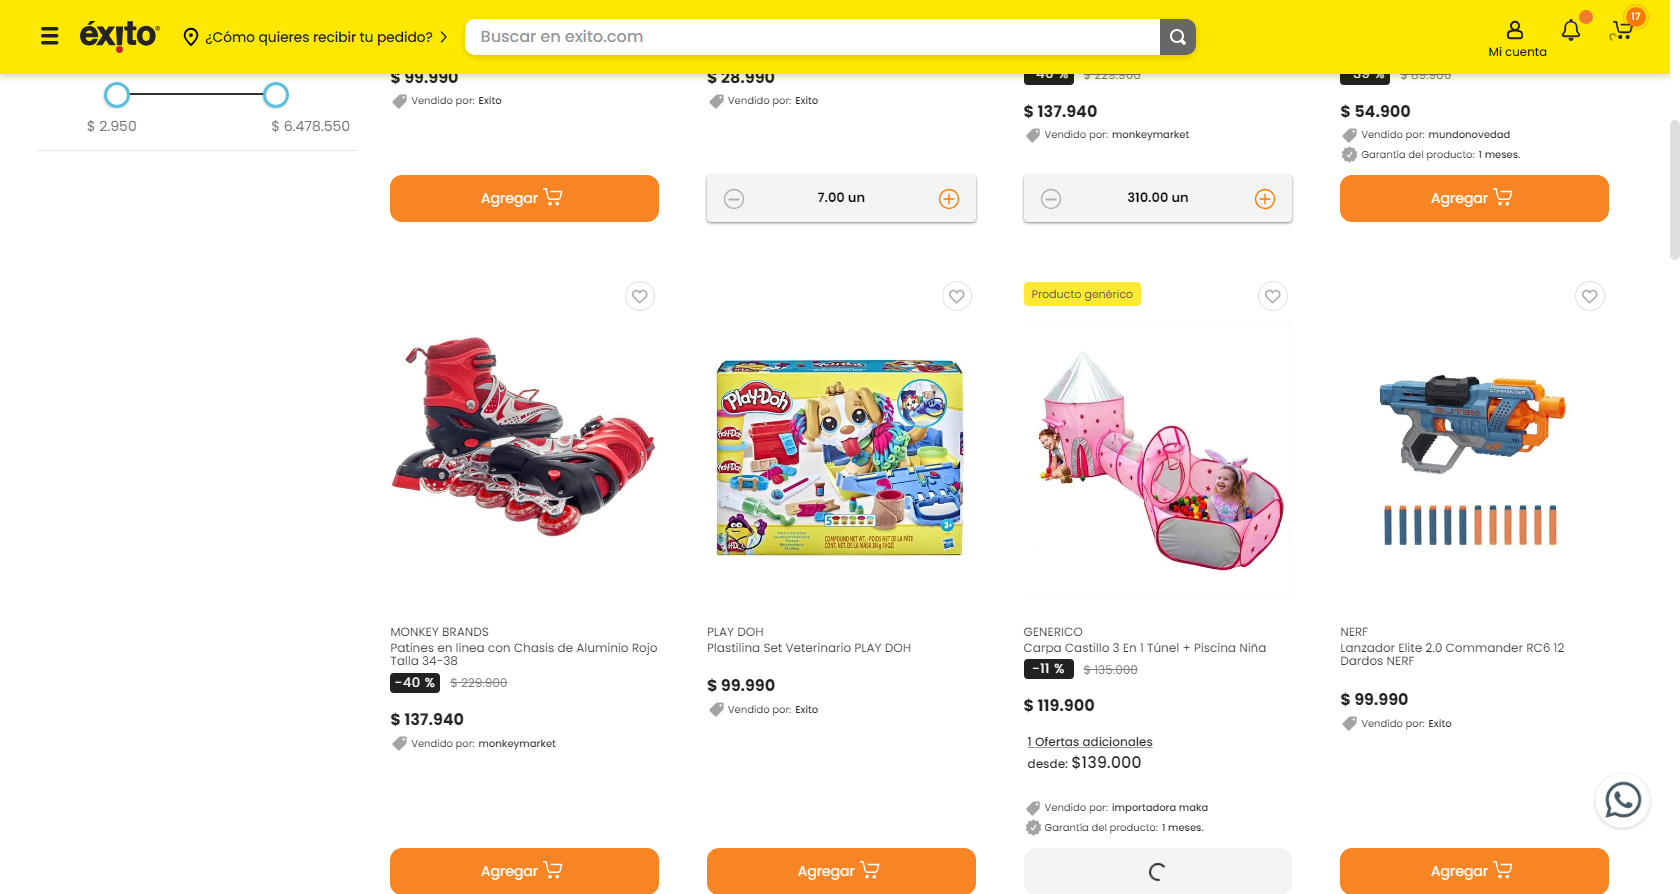 éxito
¿Cómo quieres recibir tu pedido?
Buscar en exito.com
17
Mi cuenta
$ 2.950
$ 6.478.550
$ 99.990
Vendido por: Exito
Agregar
$ 28.990
Vendido por: Exito
7.00 un
-40 % $ 229.900
$ 137.940
Vendido por: monkeymarket
310.00 un
-39 % $ 89.900
$ 54.900
Vendido por: mundonovedad
Garantía del producto: 1 meses.
Agregar
MONKEY BRANDS
Patines en linea con Chasis de Aluminio Rojo
Talla 34-38
-40 % $ 229.900
$ 137.940
Vendido por: monkeymarket
Agregar
Play-Doh
PLAY DOH
Plastilina Set Veterinario PLAY DOH
$ 99.990
Vendido por: Exito
Agregar
Producto genérico
GENERICO
Carpa Castillo 3 En 1 Túnel + Piscina Niña
-11 % $ 135.000
$ 119.900
1 Ofertas adicionales
desde: $139.000
Vendido por: importadora maka
Garantía del producto: 1 meses.
NERF
Lanzador Elite 2.0 Commander RC6 12
Dardos NERF
$ 99.990
Vendido por: Exito
Agregar